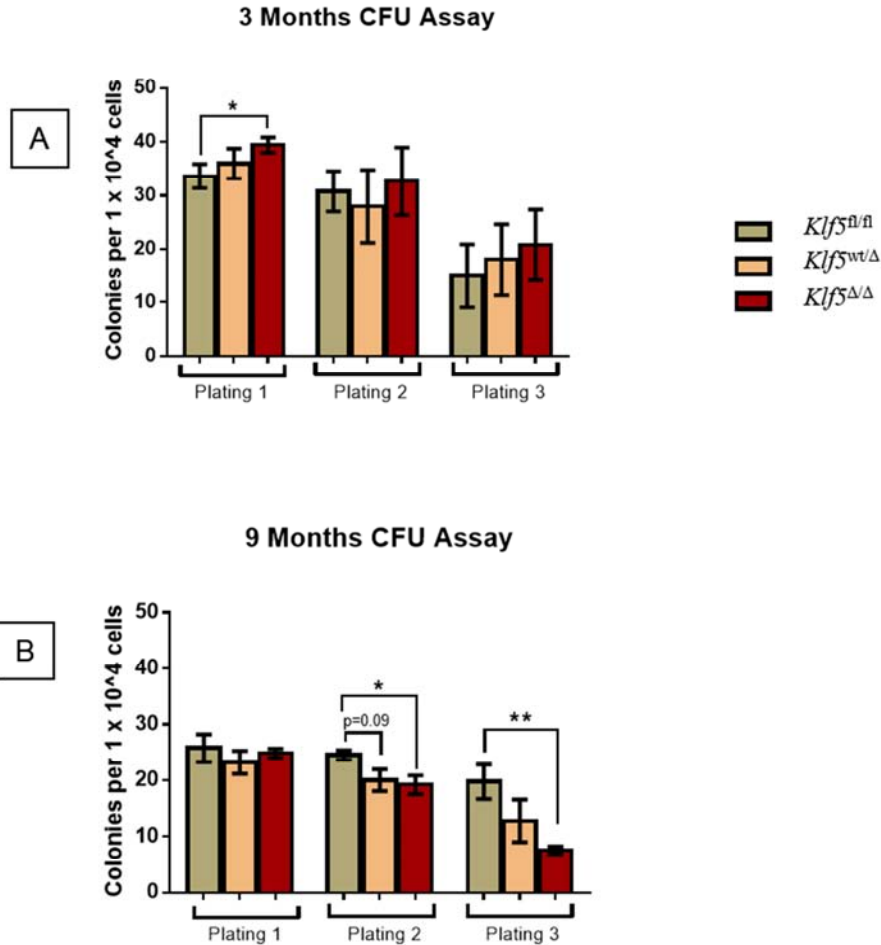 3 Months CFU Assay
A
Colonies per 1 x 10^4 cells
50
40
30
20
10
0
*
Plating 1
Plating 2
Plating 3
Klf5fl/fl
Klf5wt/Δ
Klf5Δ/Δ
9 Months CFU Assay
B
Colonies per 1 x 10^4 cells
50
40
30
20
10
0
*
p=0.09
**
Plating 1
Plating 2
Plating 3